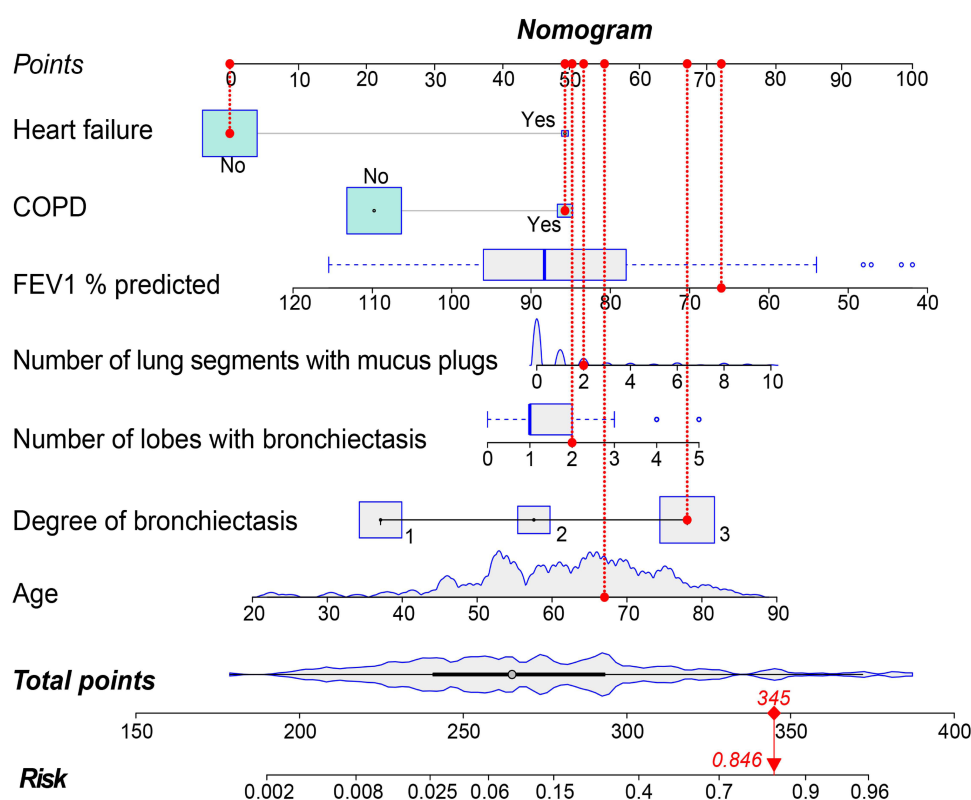 Nomogram
Points
0 10 20 30 40 50 60 70 80 90 100
Heart failure
Yes
No
COPD
No
Yes
FEV1 % predicted
120 110 100 90 80 70 60 50 40
Number of lung segments with mucus plugs
0 2 4 6 8 10
Number of lobes with bronchiectasis
0 1 2 3 4 5
Degree of bronchiectasis
1 2 3
Age
20 30 40 50 60 70 80 90
Total points
345
150 200 250 300 350 400
0.846
Risk
0.002 0.008 0.025 0.06 0.15 0.4 0.7 0.9 0.96